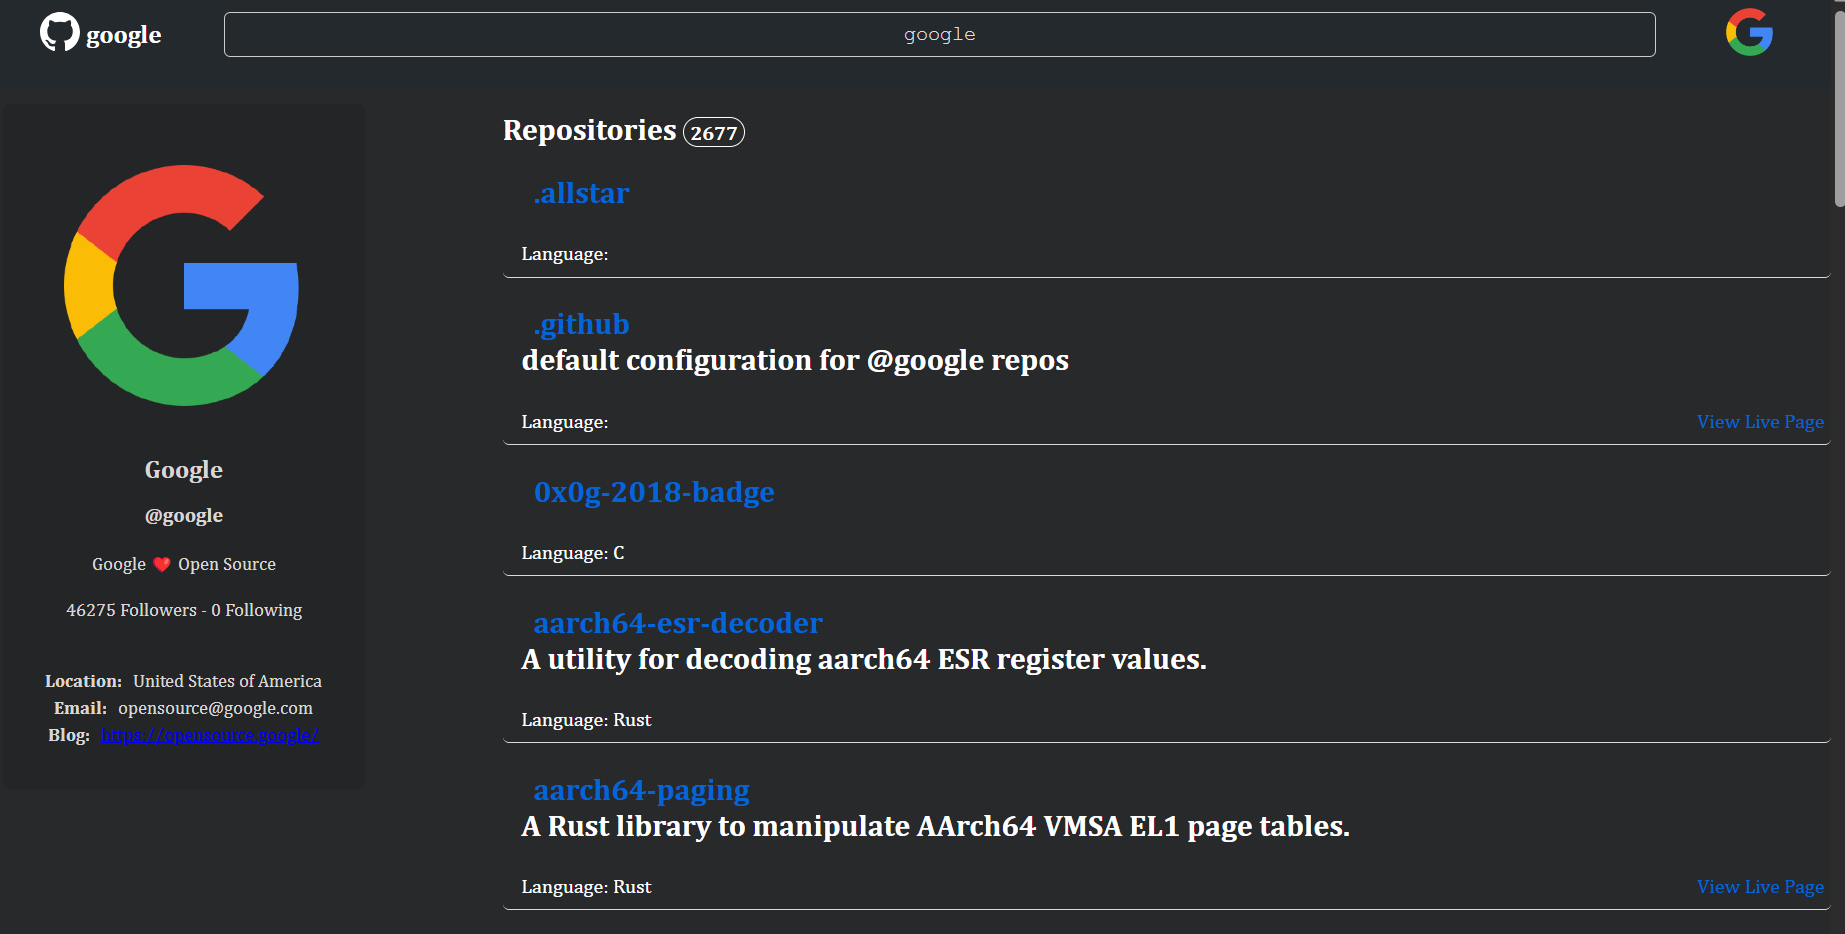 google
google
Google
@google
Google ❤️ Open Source
46275 Followers - 0 Following
Location: United States of America
Email: opensource@google.com
Blog: https://opensource.google/
Repositories 2677
.allstar
Language:
.github
default configuration for @google repos
Language:
View Live Page
0x0g-2018-badge
Language: C
aarch64-esr-decoder
A utility for decoding aarch64 ESR register values.
Language: Rust
aarch64-paging
A Rust library to manipulate AArch64 VMSA EL1 page tables.
Language: Rust
View Live Page